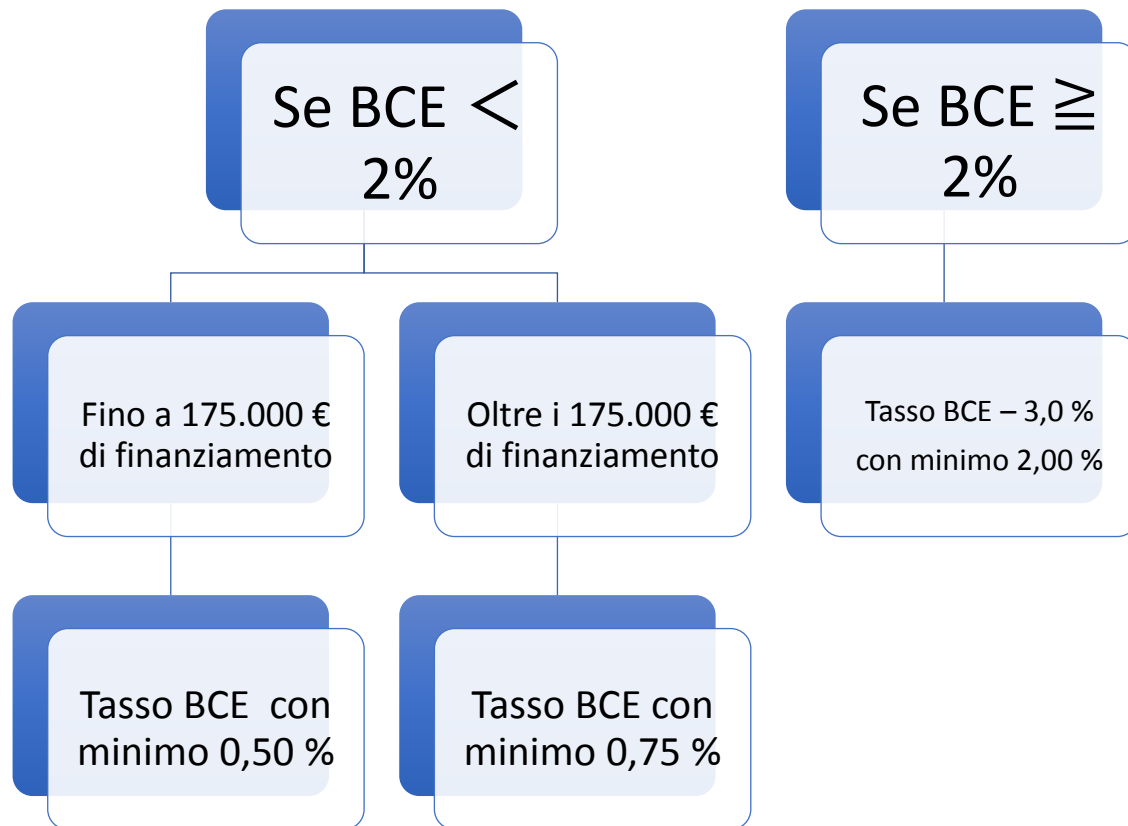 Se BCE <
2%
Se BCE ≧
2%
Fino a 175.000 €
di finanziamento
Oltre i 175.000 €
di finanziamento
Tasso BCE – 3,0 %
con minimo 2,00 %
Tasso BCE  con
minimo 0,50 %
Tasso BCE con
minimo 0,75 %